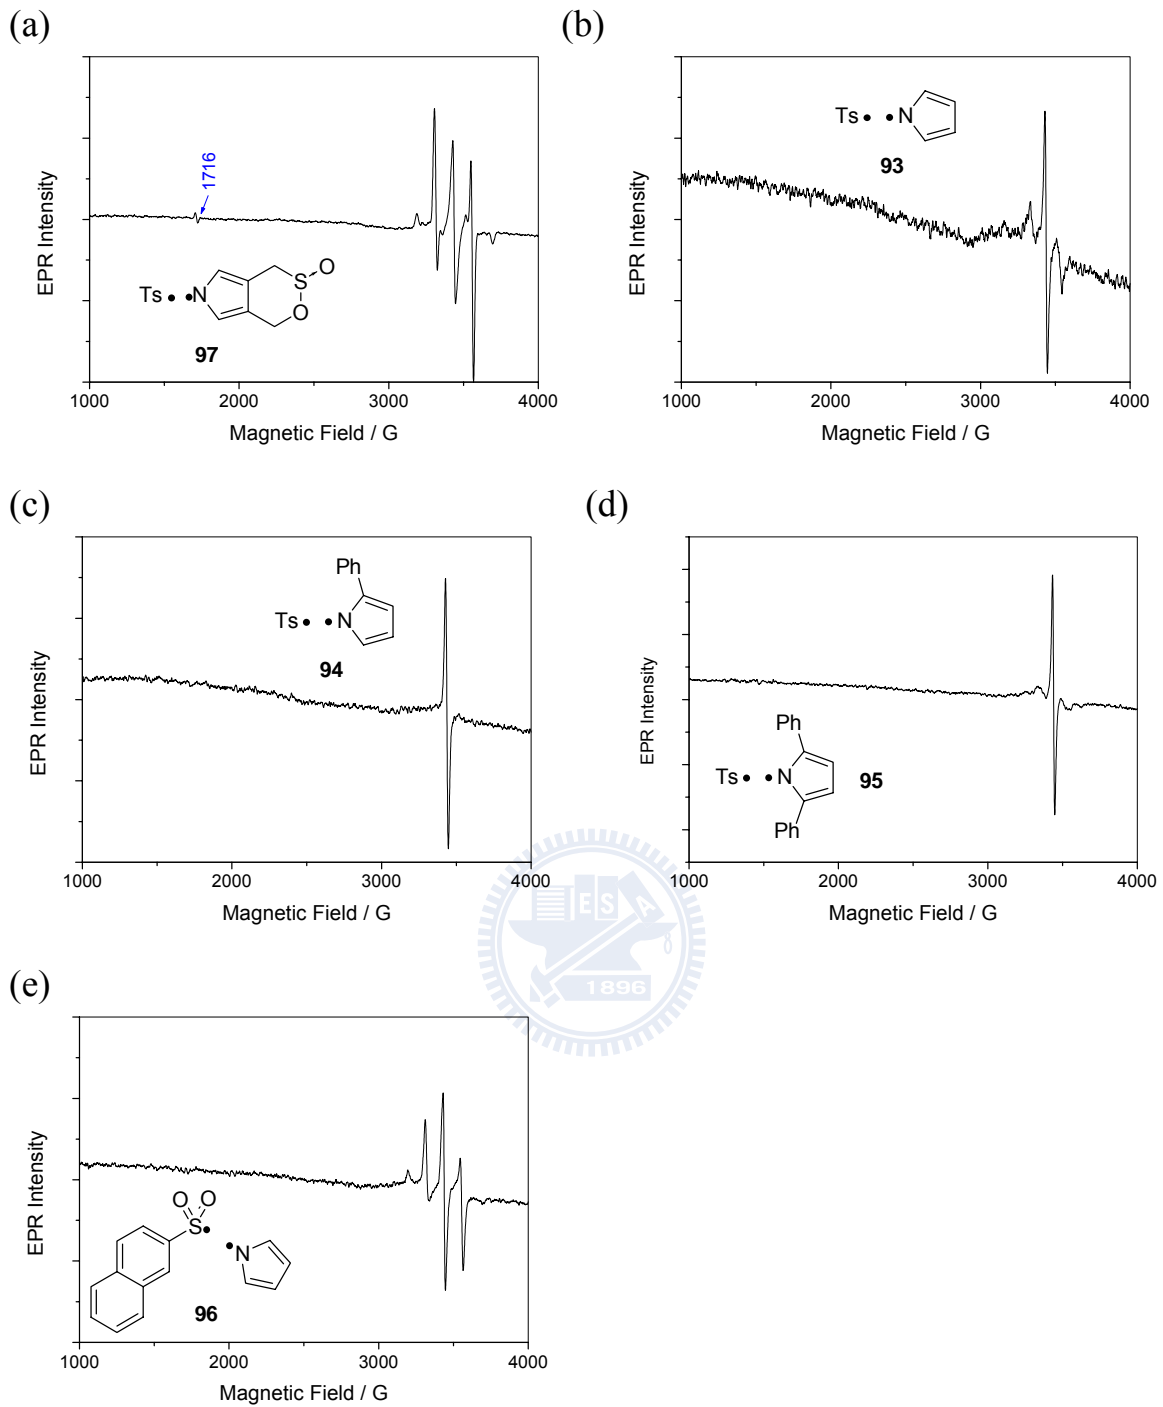 (a)
EPR Intensity
1716
Ts• •N
S
O
O
97
1000 2000 3000 4000
Magnetic Field / G
(b)
EPR Intensity
Ts• •N
93
1000 2000 3000 4000
Magnetic Field / G
(c)
EPR Intensity
Ph
Ts• •N
94
1000 2000 3000 4000
Magnetic Field / G
(d)
EPR Intensity
Ph
Ts• •N
95
Ph
1000 2000 3000 4000
Magnetic Field / G
ES
A
1896
(e)
EPR Intensity
O O
S• •N
96
1000 2000 3000 4000
Magnetic Field / G